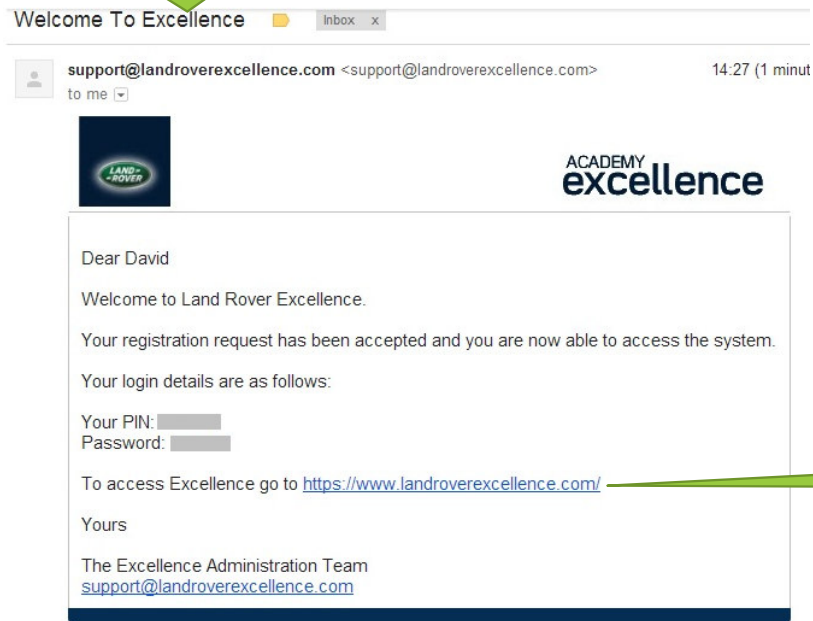 Welcome To Excellence Inbox x
support@landroverexcellence.com <support@landroverexcellence.com> 14:27 (1 minut
to me
LAND-
-ROVER
ACADEMY
excellence
Dear David
Welcome to Land Rover Excellence.
Your registration request has been accepted and you are now able to access the system.
Your login details are as follows:
Your PIN:
Password:
To access Excellence go to https://www.landroverexcellence.com/
Yours
The Excellence Administration Team
support@landroverexcellence.com